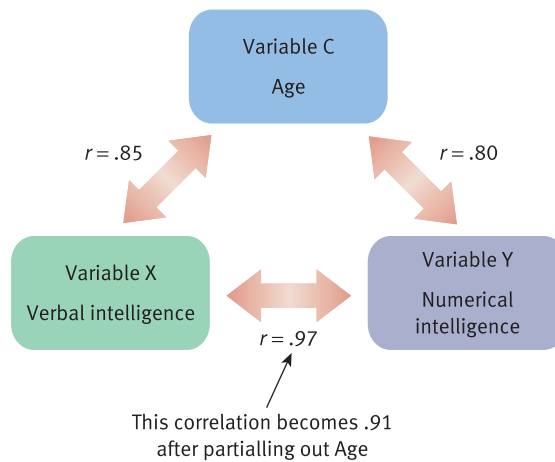 Variable C
Age
r = .85
r = .80
Variable X
Verbal intelligence
Variable Y
Numerical
intelligence
r = .97
This correlation becomes .91
after partialling out Age